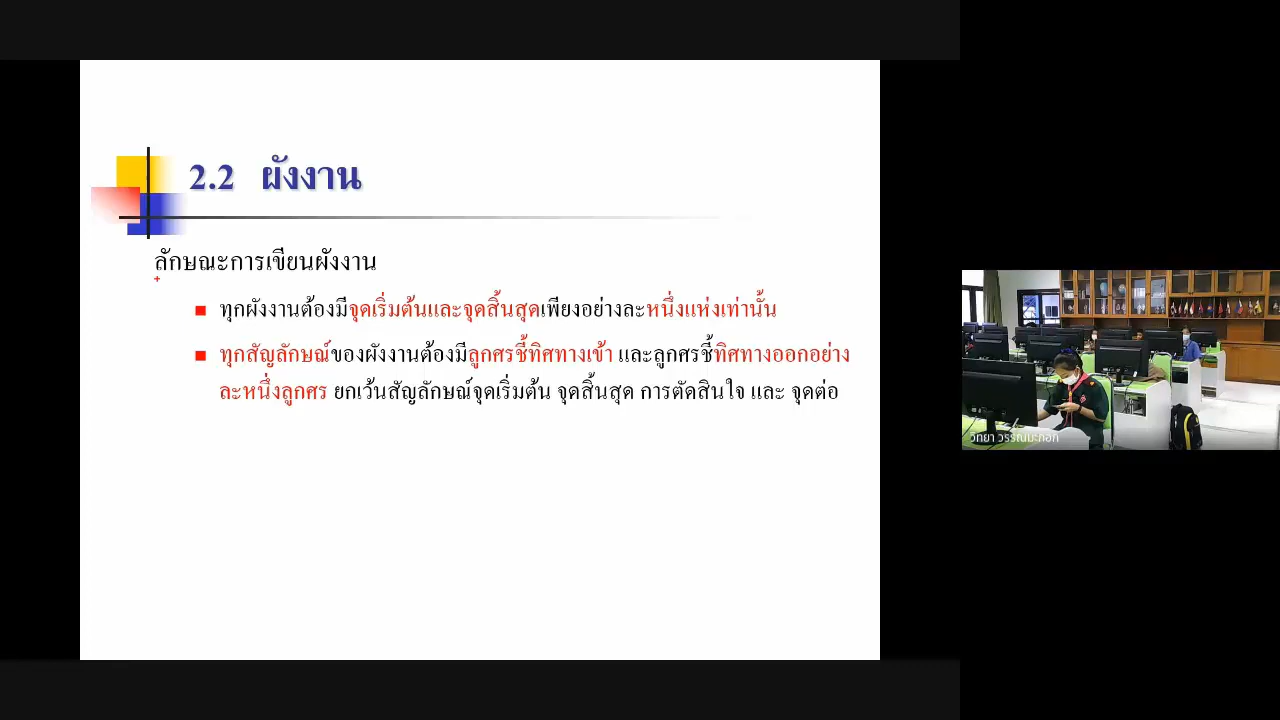 2.2 ผังงาน
ลักษณะการเขียนผังงาน
ทุกผังงานต้องมีจุดเริ่มต้นและจุดสิ้นสุดเพียงอย่างละหนึ่งแห่งเท่านั้น
ทุกสัญลักษณ์ของผังงานต้องมีลูกศรชี้ทิศทางเข้า และลูกศรชี้ทิศทางออกอย่าง
ละหนึ่งลูกศร ยกเว้นสัญลักษณ์จุดเริ่มต้น จุดสิ้นสุด การตัดสินใจ และ จุดต่อ
วิทยา วรรณมะกอก